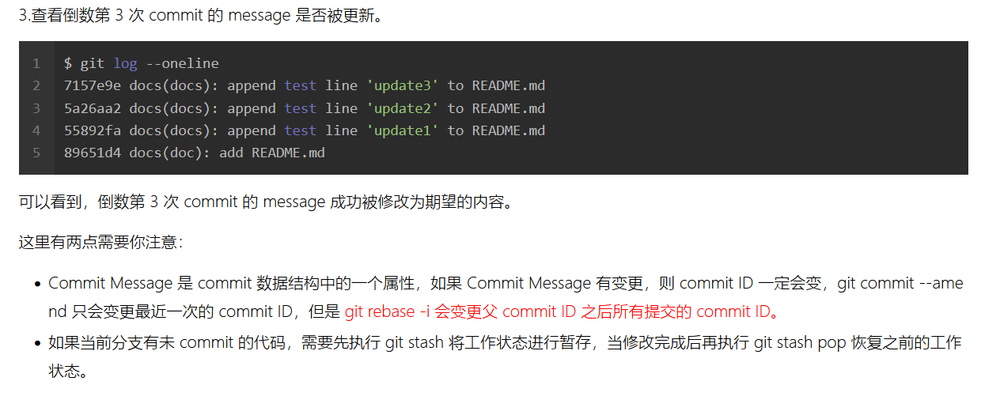 3.查看倒数第 3 次 commit 的 message 是否被更新。
1 $ git log --oneline
2 7157e9e docs(docs): append test line 'update3' to README.md
3 5a26aa2 docs(docs): append test line 'update2' to README.md
4 55892fa docs(docs): append test line 'update1' to README.md
5 89651d4 docs(doc): add README.md
可以看到，倒数第 3 次 commit 的 message 成功被修改为期望的内容。
这里有两点需要你注意：
• Commit Message 是 commit 数据结构中的一个属性，如果 Commit Message 有变更，则 commit ID 一定会变，git commit --ame
nd 只会变更最近一次的 commit ID，但是 git rebase -i 会变更父 commit ID 之后所有提交的 commit ID。
• 如果当前分支有未 commit 的代码，需要先执行 git stash 将工作状态进行暂存，当修改完成后再执行 git stash pop 恢复之前的工作
状态。